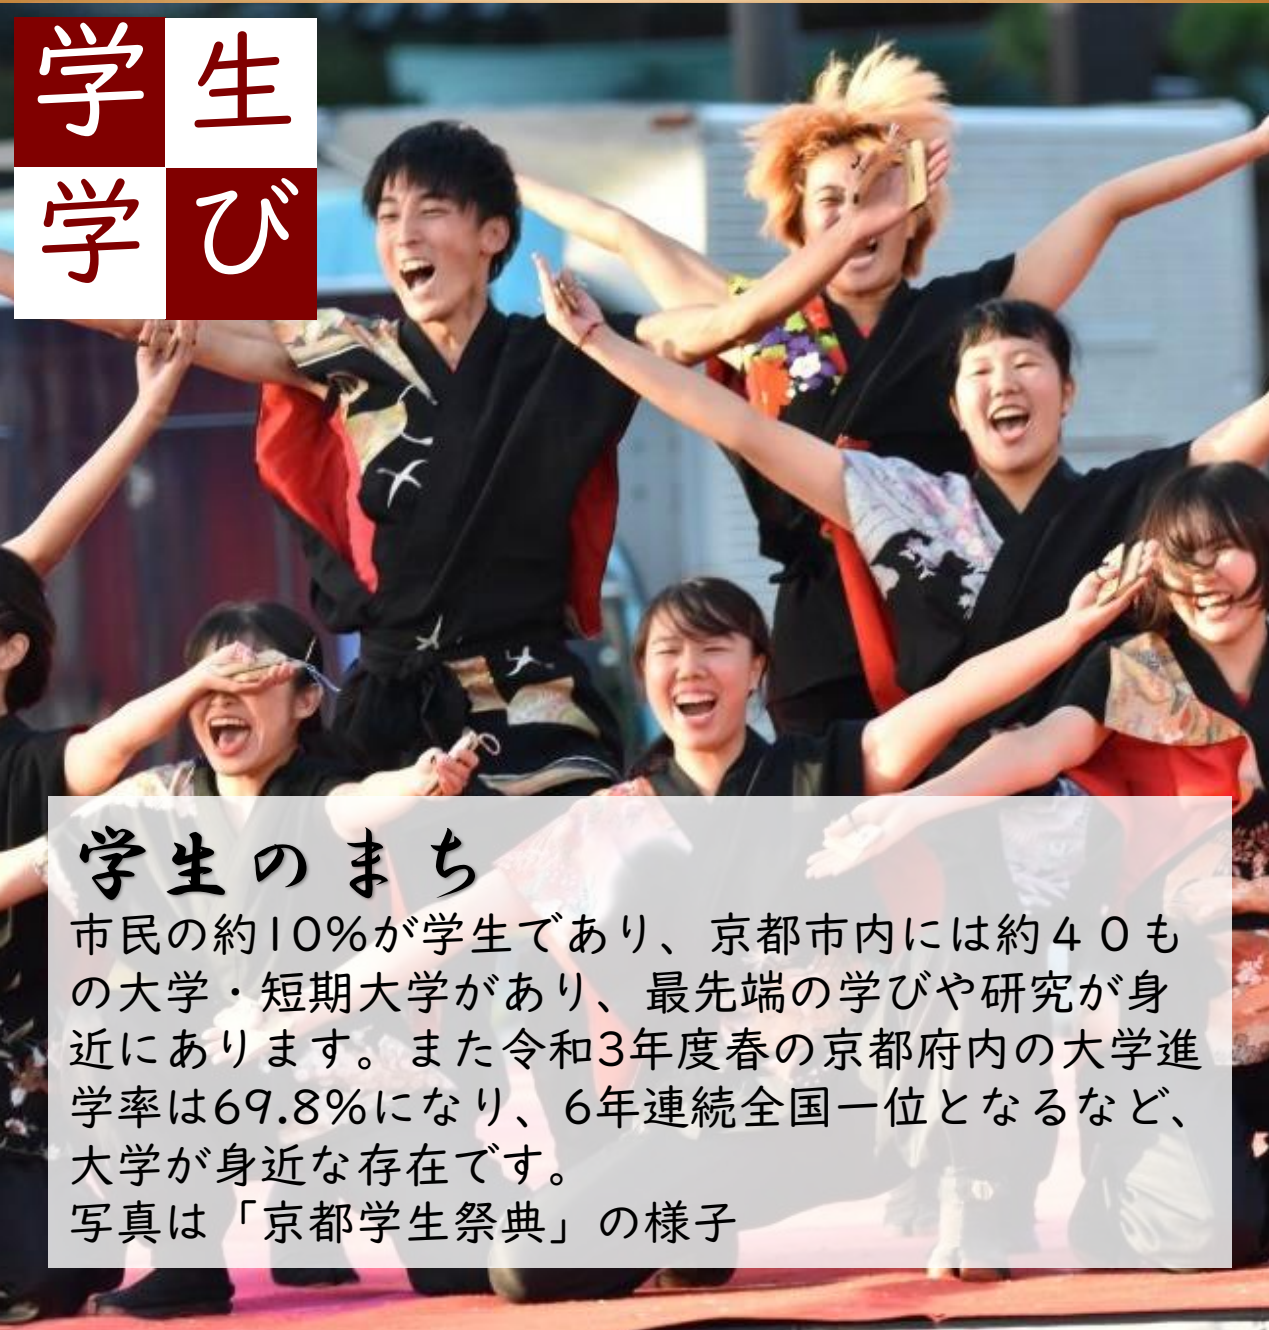 学生
学び
学生のまち
市民の約10%が学生であり、京都市内には約４０も
の大学・短期大学があり、最先端の学びや研究が身
近にあります。また令和3年度春の京都府内の大学進
学率は69.8%になり、6年連続全国一位となるなど、
大学が身近な存在です。
写真は「京都学生祭典」の様子